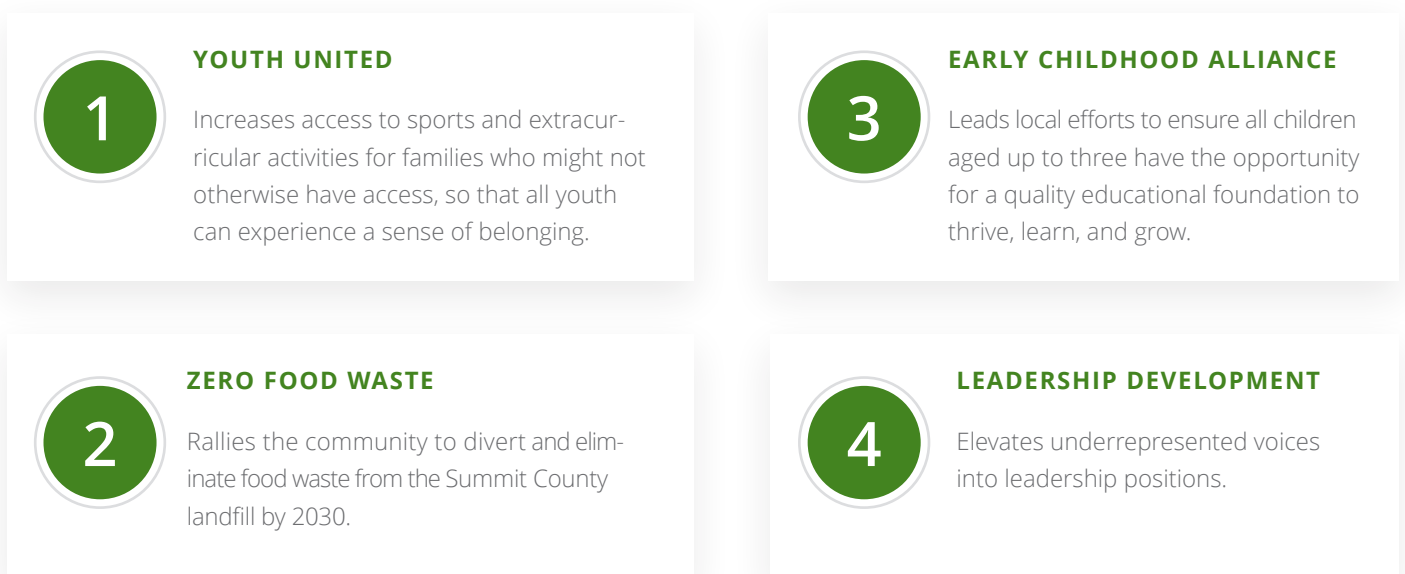 1
YOUTH UNITED
Increases access to sports and extracur-
ricular activities for families who might not
otherwise have access, so that all youth
can experience a sense of belonging.
2
ZERO FOOD WASTE
Rallies the community to divert and elim-
inate food waste from the Summit County
landfill by 2030.
3
EARLY CHILDHOOD ALLIANCE
Leads local efforts to ensure all children
aged up to three have the opportunity
for a quality educational foundation to
thrive, learn, and grow.
4
LEADERSHIP DEVELOPMENT
Elevates underrepresented voices
into leadership positions.